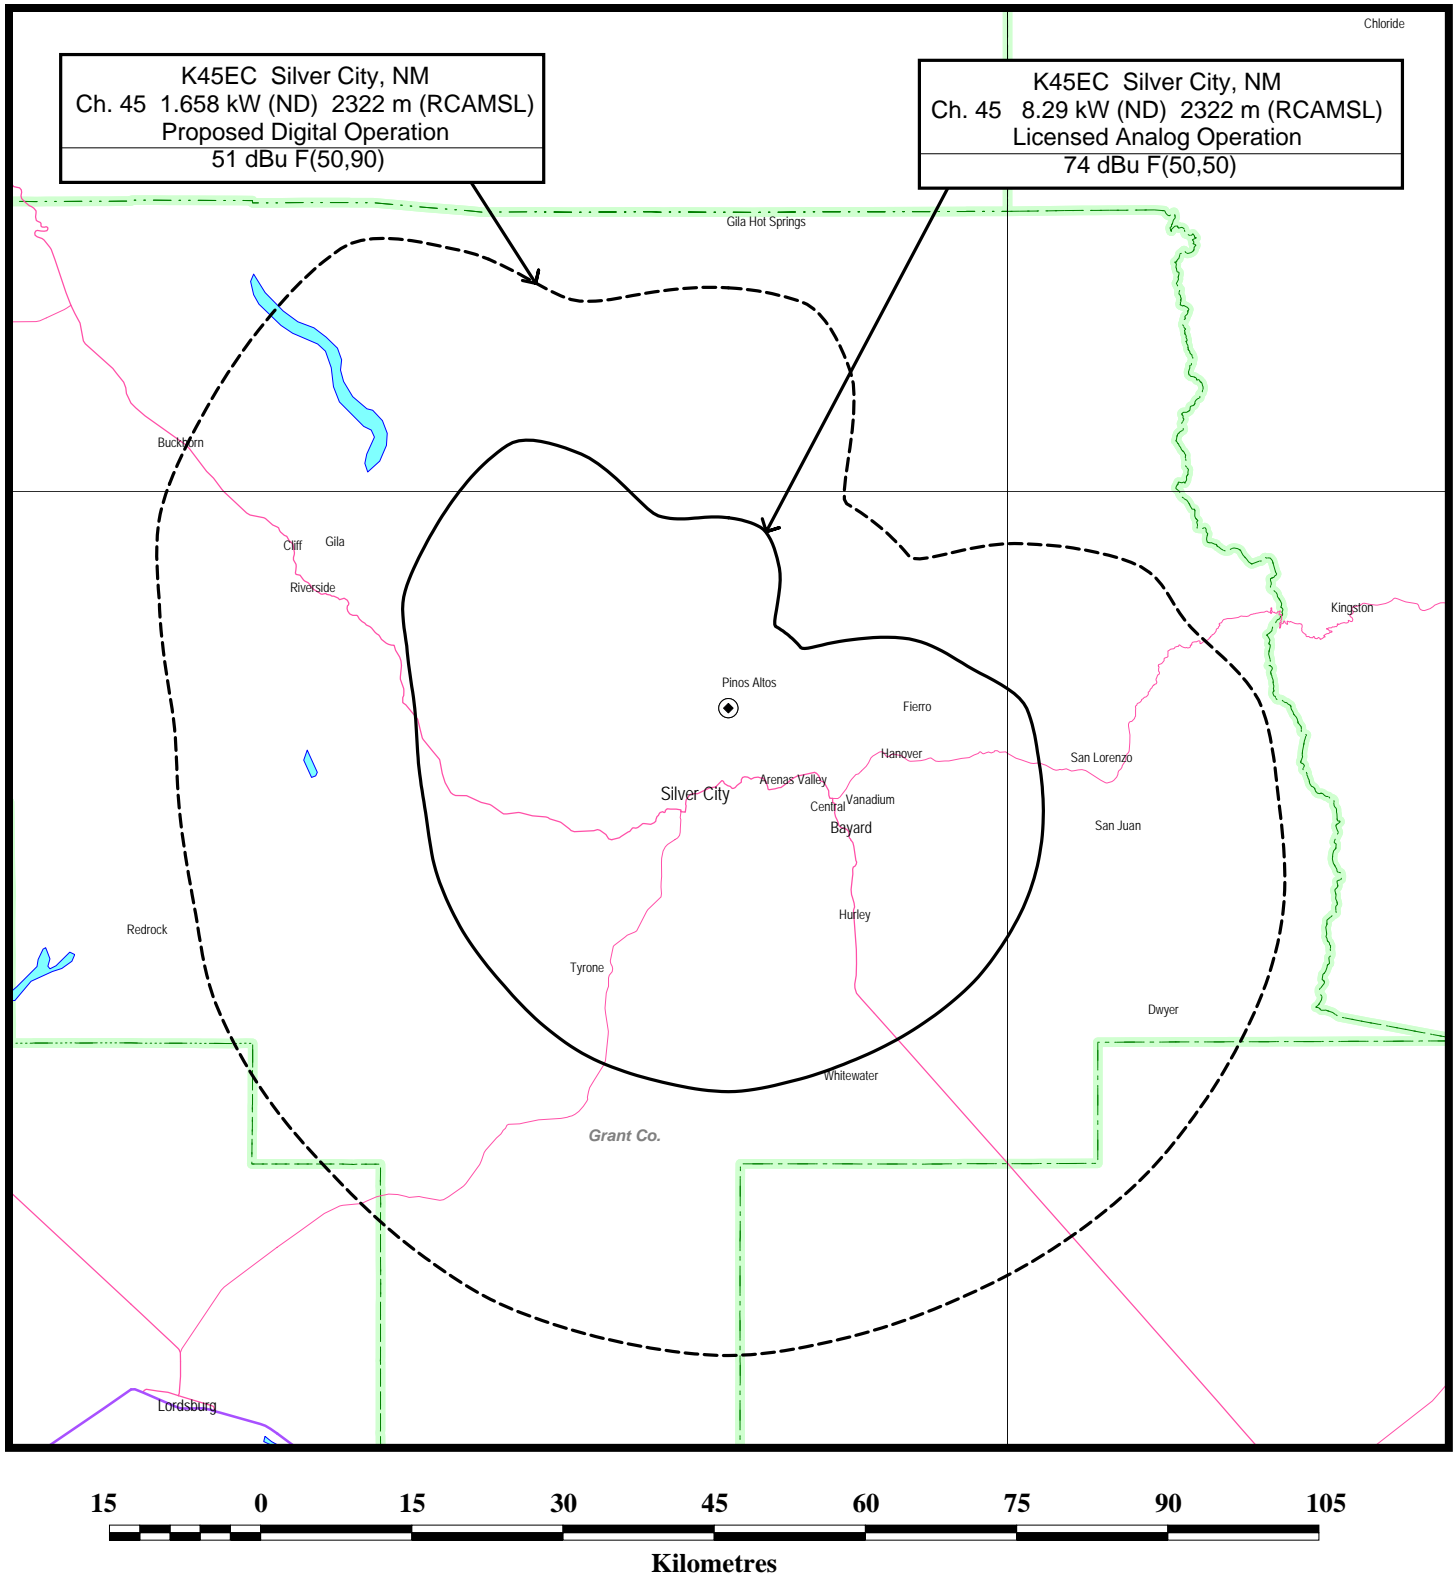 Chloride
K45EC  Silver City, NM
Ch. 45  1.658 kW (ND)  2322 m (RCAMSL)
Proposed Digital Operation
51 dBu F(50,90)
K45EC  Silver City, NM
Ch. 45   8.29 kW (ND)  2322 m (RCAMSL)
Licensed Analog Operation
74 dBu F(50,50)
Gila Hot Springs
Buckhorn
Cliff
Gila
Riverside
Kingston
Pinos Altos
Fierro
Hanover
San Lorenzo
Arenas Valley
Silver City
Central
Vanadium
Bayard
San Juan
Hurley
Redrock
Tyrone
Dwyer
Whitewater
Grant Co.
Lordsburg
15 0 15 30 45 60 75 90 105
Kilometres